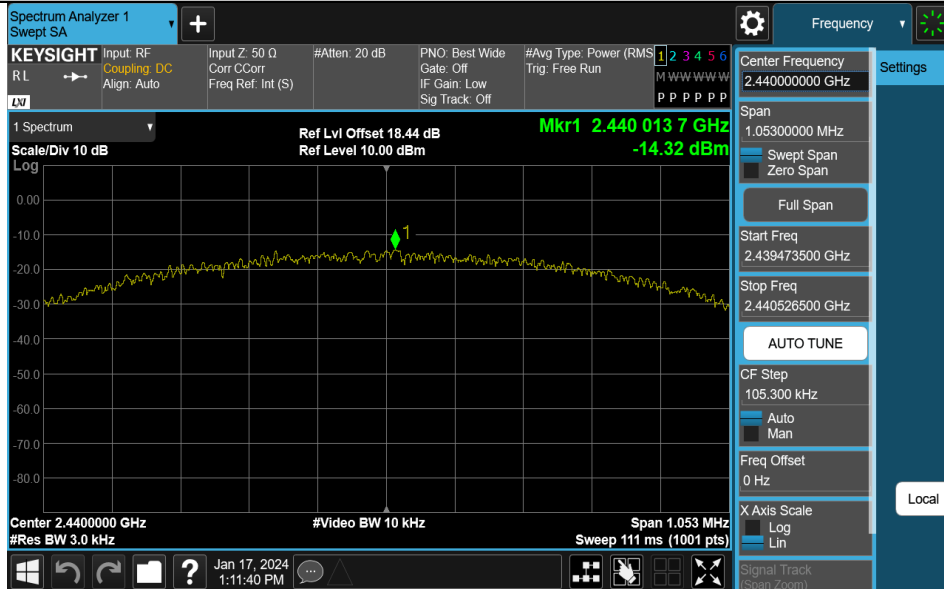 Spectrum Analyzer 1
Swept SA
+
Frequency
KEYSIGHT
RL
LXI
Input: RF
Coupling: DC
Align: Auto
Input Z: 50 Ω
Corr CCorr
Freq Ref: Int (S)
#Atten: 20 dB
PNO: Best Wide
Gate: Off
IF Gain: Low
Sig Track: Off
#Avg Type: Power (RMS
Trig: Free Run
1 2 3 4 5 6
M W W W W W
P P P P P P
1 Spectrum
Scale/Div 10 dB
Ref Lvl Offset 18.44 dB
Ref Level 10.00 dBm
Mkr1 2.440 013 7 GHz
-14.32 dBm
Log
0.00
-10.0
-20.0
-30.0
-40.0
-50.0
-60.0
-70.0
-80.0
1
Center 2.4400000 GHz
#Res BW 3.0 kHz
#Video BW 10 kHz
Span 1.053 MHz
Sweep 111 ms (1001 pts)
?
Jan 17, 2024
1:11:40 PM
Center Frequency
2.440000000 GHz
Span
1.05300000 MHz
Swept Span
Zero Span
Full Span
Start Freq
2.439473500 GHz
Stop Freq
2.440526500 GHz
AUTO TUNE
CF Step
105.300 kHz
Auto
Man
Freq Offset
0 Hz
X Axis Scale
Log
Lin
Signal Track
(Span Zoom)
Settings
Local